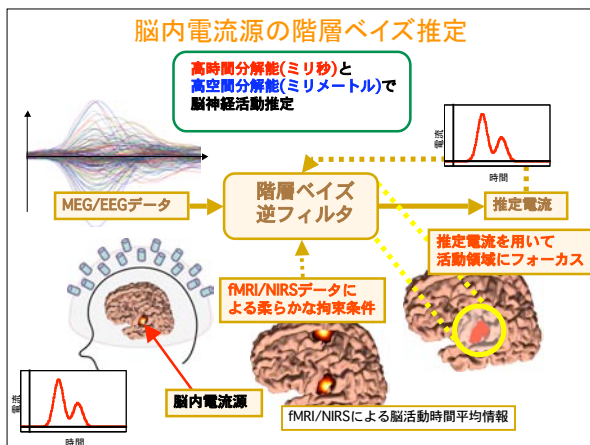 脳内電流源の階層ベイズ推定
高時間分解能(ミリ秒)と
高空間分解能(ミリメートル)で
脳神経活動推定
電流
時間
MEG/EEGデータ
階層ベイズ
逆フィルタ
推定電流
推定電流を用いて
活動領域にフォーカス
fMRI/NIRSデータに
よる柔らかな拘束条件
脳内電流源
電流
時間
fMRI/NIRSによる脳活動時間平均情報